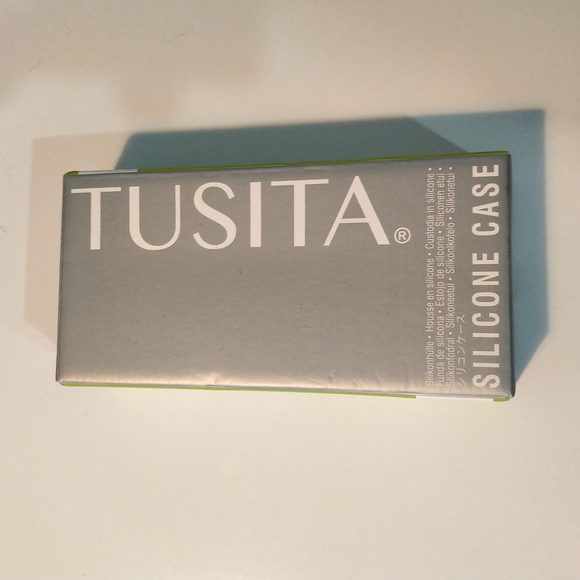 TUSITA®
Silikonhülle • Housse en silicone • Custodia in silicone •
Funda de silicona • Estojo de silicone • Siliconen etui •
Silikonfodral • Silikoneetui • Silikonikotelo • Silikonetui •
シリコンケース
SILICONE CASE